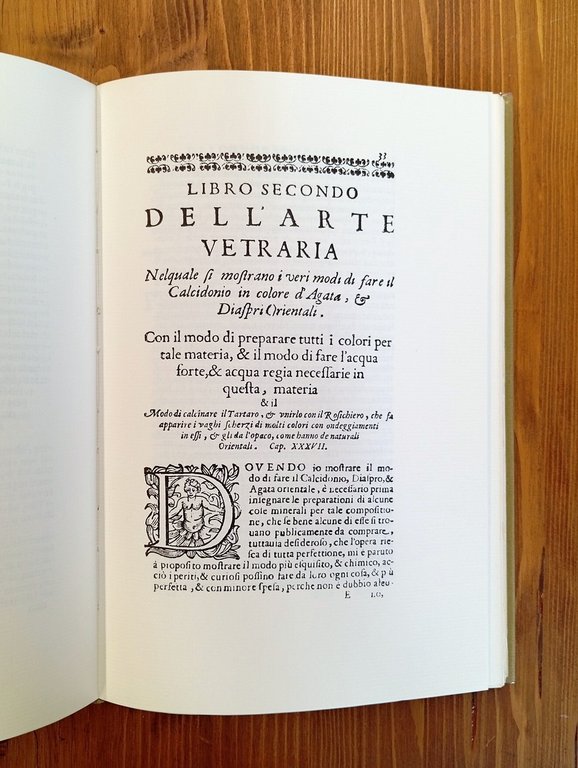 33
LIBRO SECONDO
DELL'ARTE
VETRARIA
Nelquale si mostrano i veri modi di fare il
Calcidonio in colore d'Agata, &
Diaspri Orientali.
Con il modo di preparare tutti i colori per
tale materia, & il modo di fare l'acqua
forte, & acqua regia necessarie in
questa, materia
& il
Modo di calcinare il Tartaro, & unirlo con il Rosichiero, che fa
apparire i vaghi scherzi di molti colori con ondeggiamenti
in essi, & gli da l'opaco, come hanno de naturali
Orientali. Cap. XXXVII.
DOVENDO io mostrare il mo-
do di fare il Calcidonio, Diaspro, &
Agata orientale, è necessario prima
insegnare le preparationi di alcune
cose minerali per tale compositio-
ne, che se bene alcune di esse si tro-
uano publicamente da comprare,
tuttauia desideroso, che l'opera rie-
sca di tutta perfettione, mi è paruto
à proposito mostrare il modo più esquisito, & chimico, ac-
ciò i periti, & curiosi possino fare da loro ogni cosa, & più
perfetta, & con minore spesa, perche non è dubbio alcu-
E